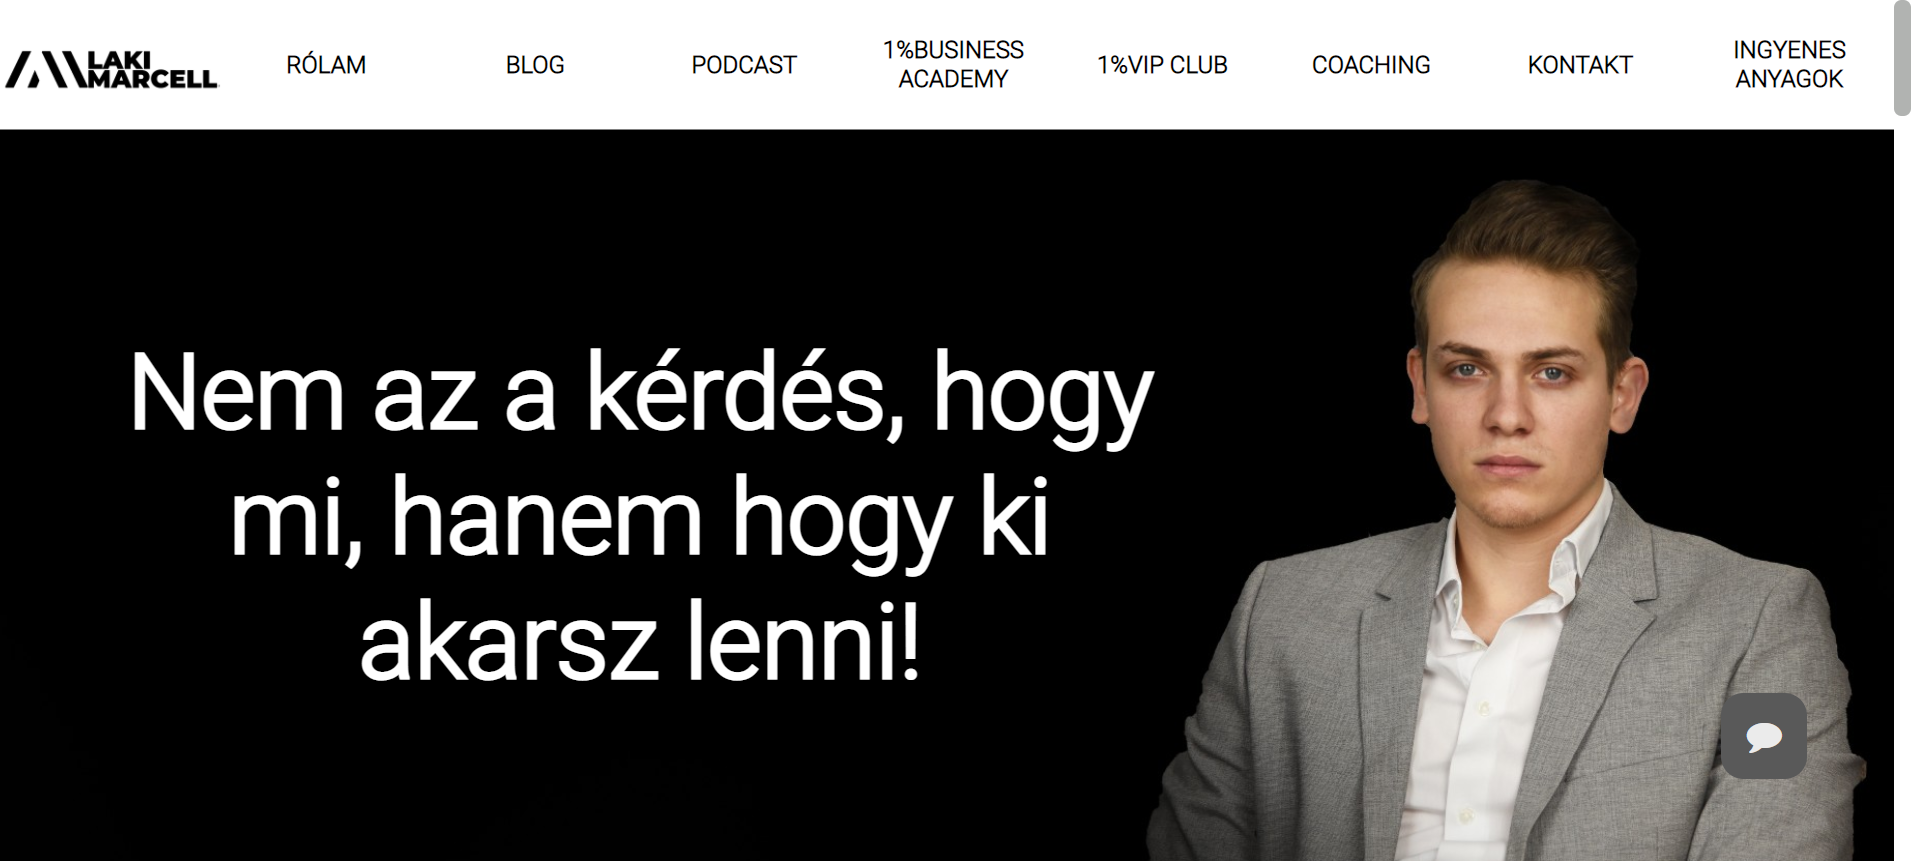 LAKI
MARCELL
RÓLAM
BLOG
PODCAST
1%BUSINESS
ACADEMY
1%VIP CLUB
COACHING
KONTAKT
INGYENES
ANYAGOK
Nem az a kérdés, hogy
mi, hanem hogy ki
akarsz lenni!